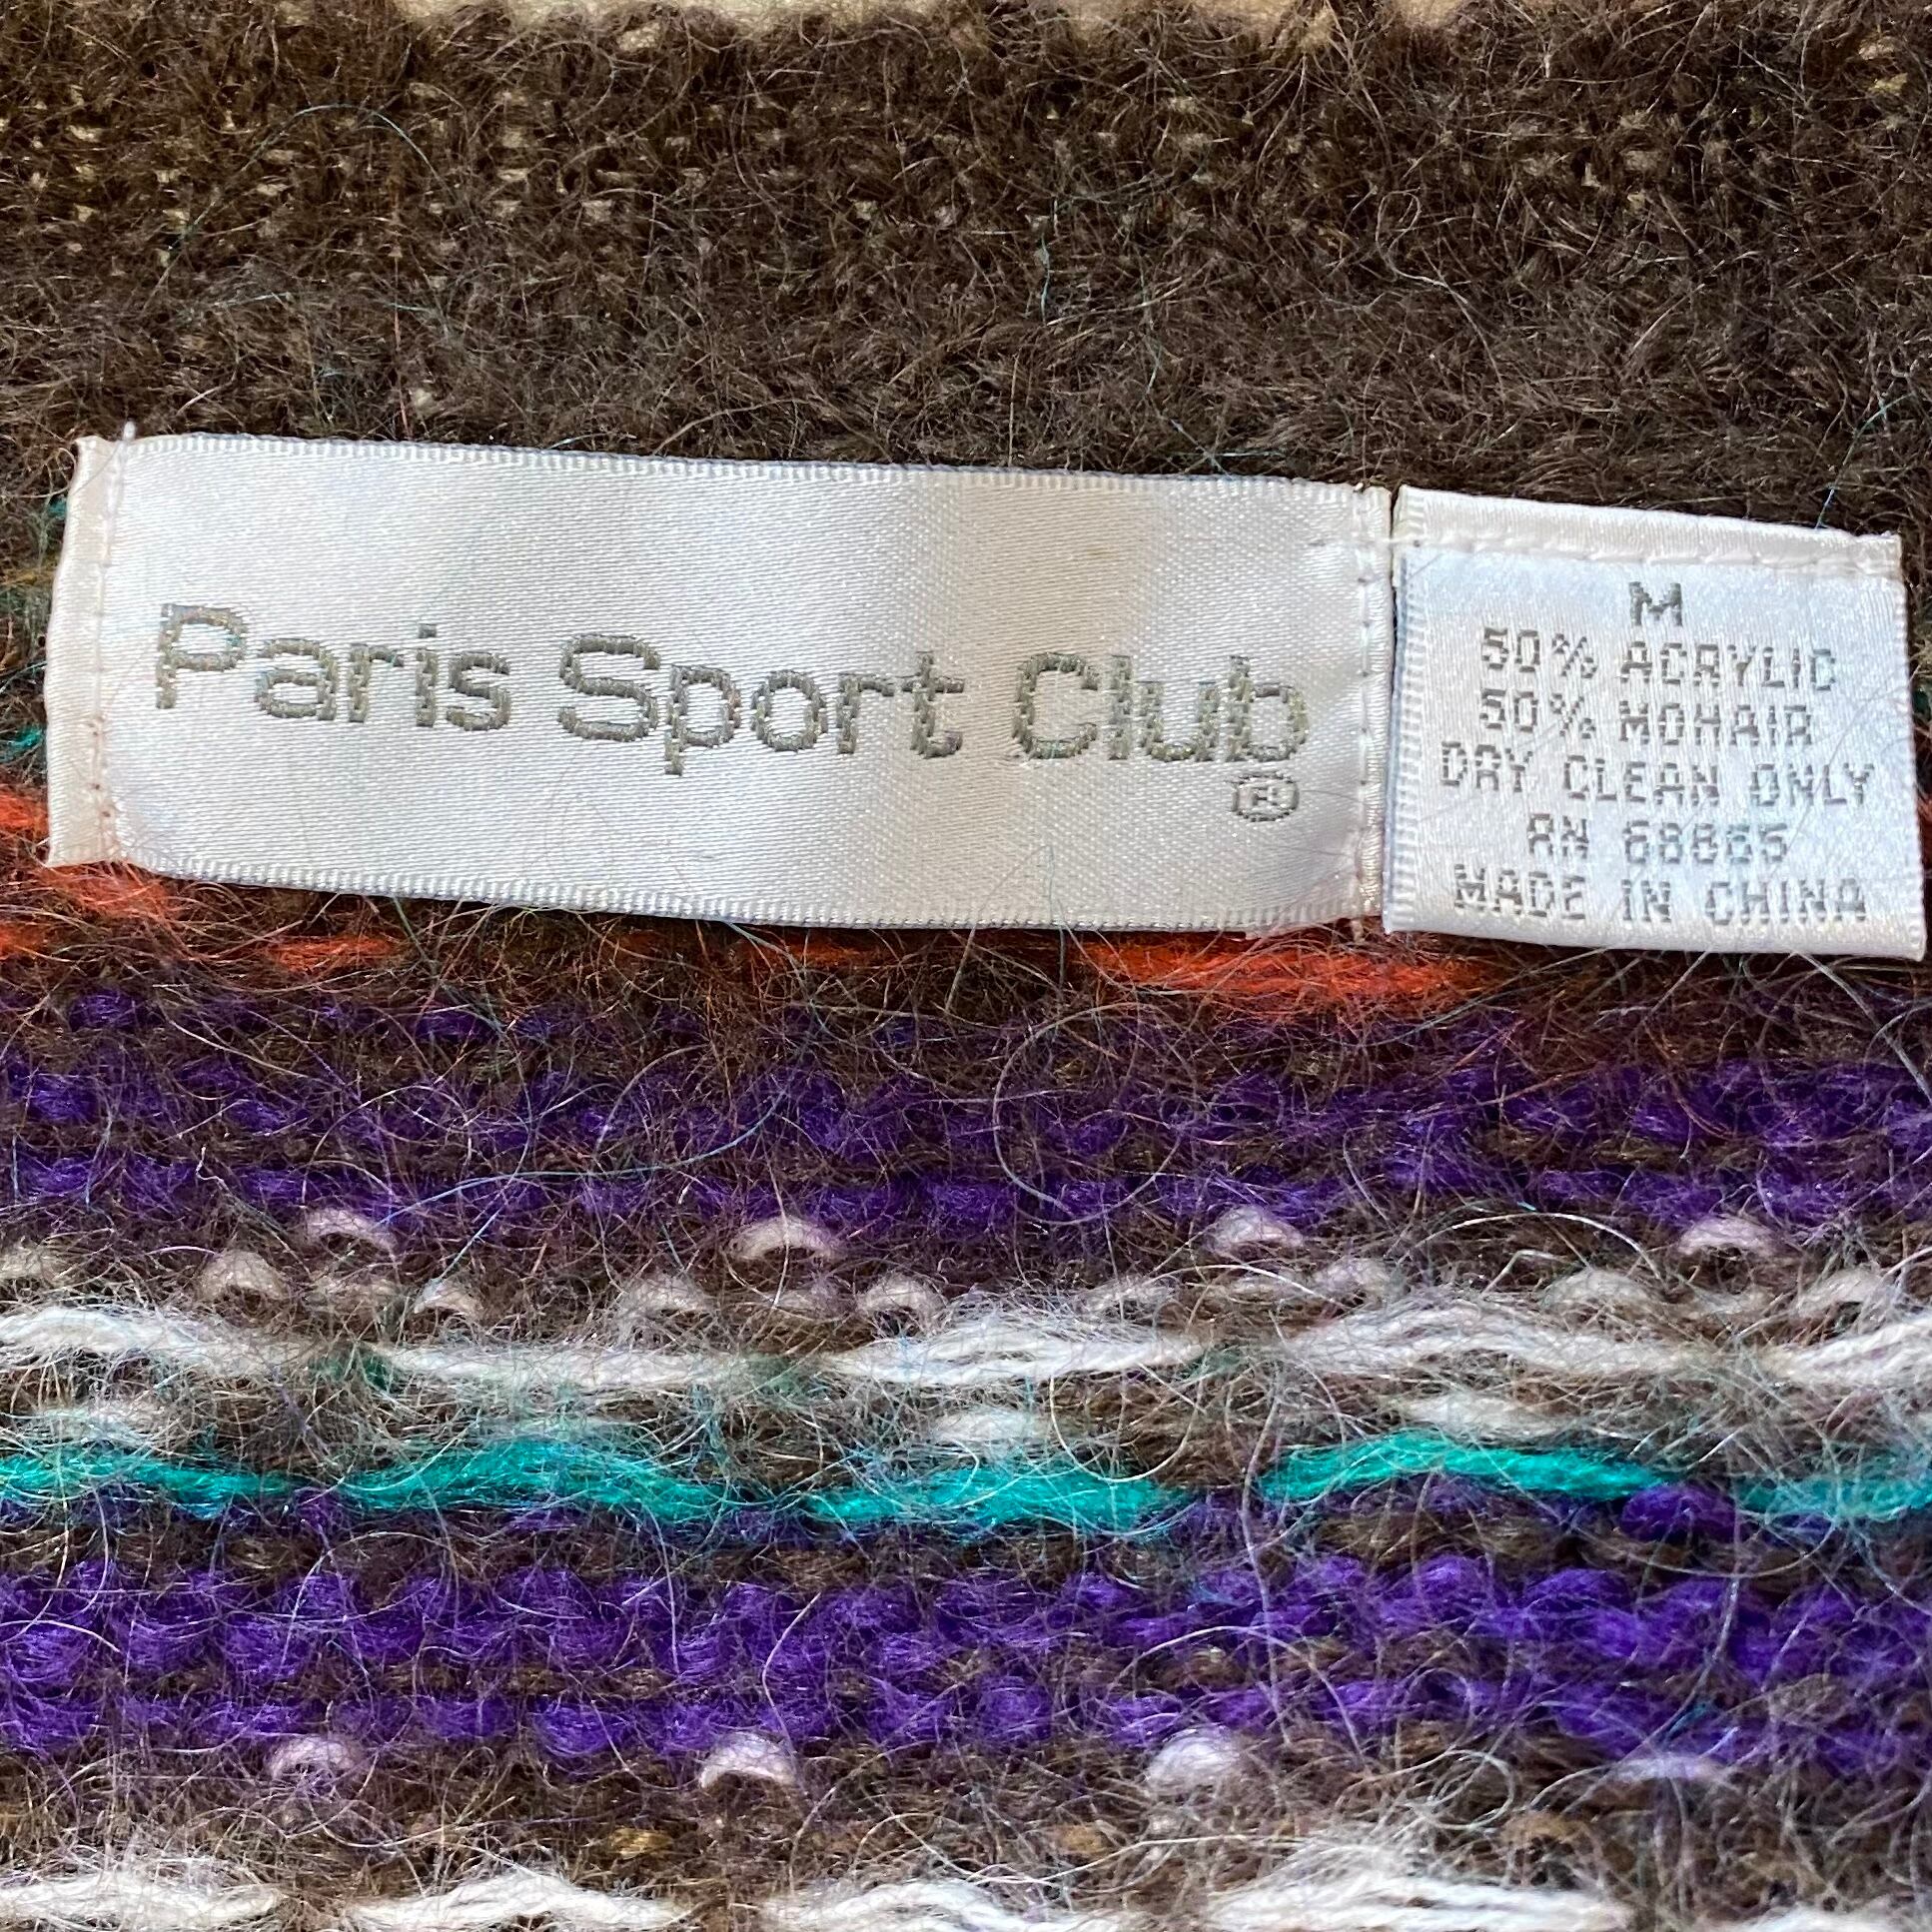 Paris Sport Club
®
M
50% ACRYLIC
50% MOHAIR
DRY CLEAN ONLY
RN 68865
MADE IN CHINA